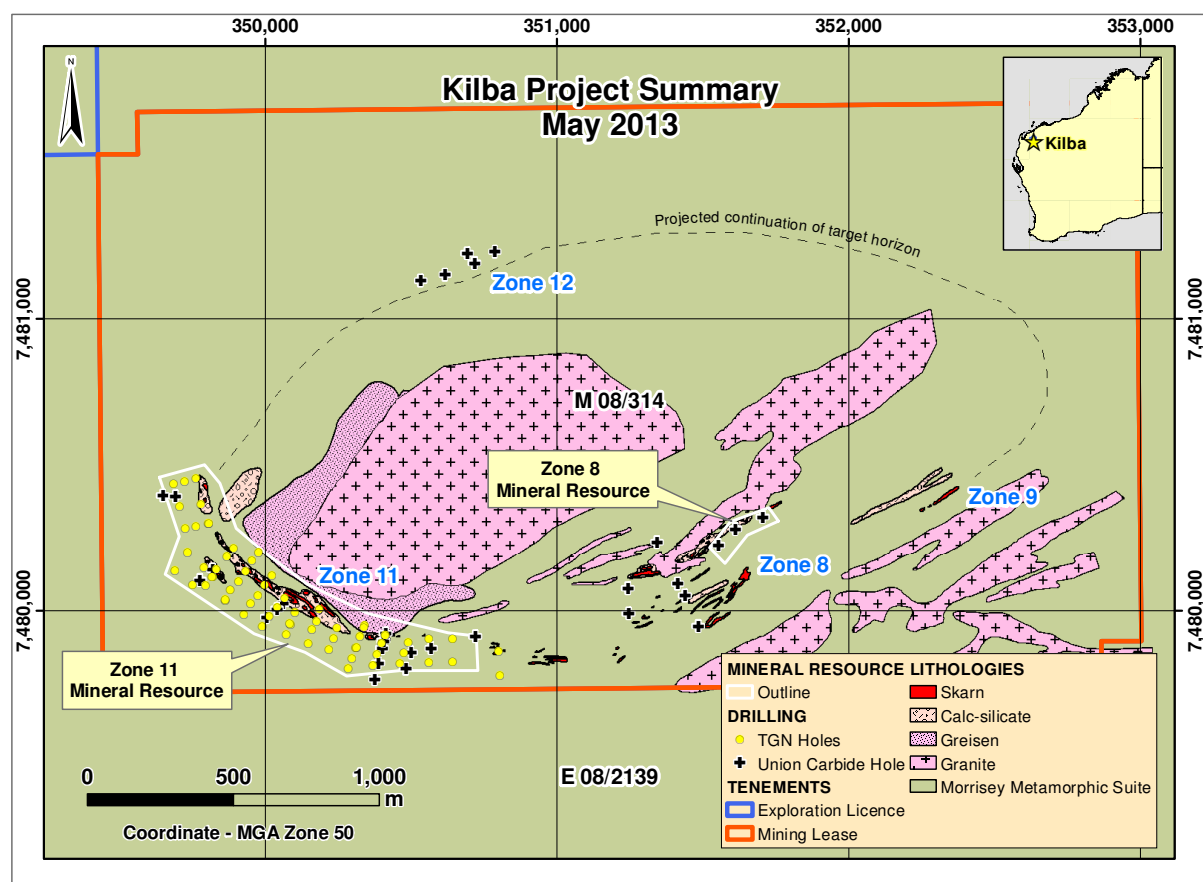 350,000
351,000
352,000
353,000
N
Kilba Project Summary
May 2013
Kilba
Projected continuation of target horizon
Zone 12
7,481,000
7,481,000
M 08/314
Zone 8
Mineral Resource
Zone 9
Zone 11
Zone 8
7,480,000
7,480,000
Zone 11
Mineral Resource
MINERAL RESOURCE
Outline
DRILLING
TGN Holes
Union Carbide Hole
TENEMENTS
Exploration Licence
Mining Lease
LITHOLOGIES
Skarn
Calc-silicate
Greisen
Granite
Morrisey Metamorphic Suite
0 500 1,000
m
Coordinate - MGA Zone 50
E 08/2139